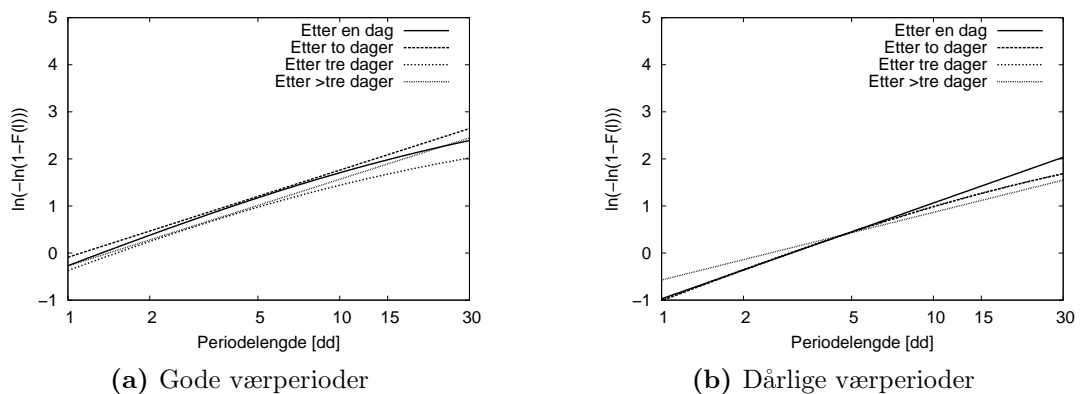 5
4
3
2
1
0
−1
ln(−ln(1−F(l)))
Etter en dag
Etter to dager
Etter tre dager
Etter >tre dager
1 2 5 10 15 30
Periodelengde [dd]
(a) Gode værperioder
5
4
3
2
1
0
−1
ln(−ln(1−F(l)))
Etter en dag
Etter to dager
Etter tre dager
Etter >tre dager
1 2 5 10 15 30
Periodelengde [dd]
(b) Dårlige værperioder